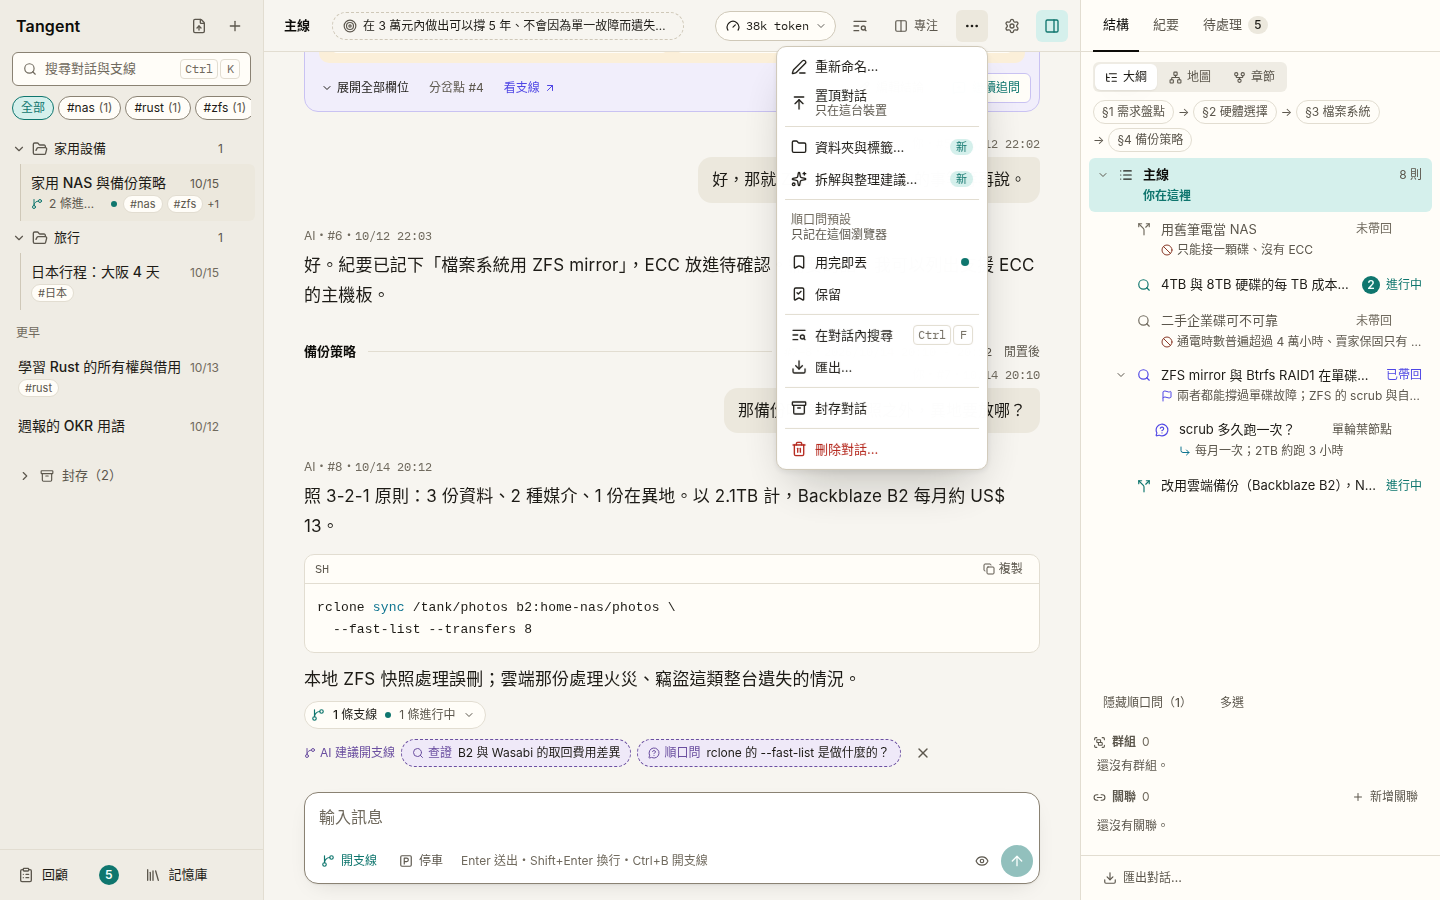 Tangent
搜尋對話與支線 Ctrl K
全部 #nas (1) #rust (1) #zfs (1)
家用設備 1
家用 NAS 與備份策略 10/15
2 條進… #nas #zfs +1
旅行 1
日本行程：大阪 4 天 10/15
#日本
更早
學習 Rust 的所有權與借用 10/13
#rust
週報的 OKR 用語 10/12
封存（2）
回顧 5 記憶庫
主線 在 3 萬元內做出可以撐 5 年、不會因為單一故障而遺失… 38k token 專注
展開全部欄位 分岔點 #4 看支線
追問
12 22:02
好，那就
再說。
AI・#6・10/12 22:03
好。紀要已記下「檔案系統用 ZFS mirror」，ECC 放進待確認
ECC
的主機板。
備份策略
2 閒置後
14 20:10
那備份
哪？
AI・#8・10/14 20:12
照 3-2-1 原則：3 份資料、2 種媒介、1 份在異地。以 2.1TB 計，Backblaze B2 每月約 US$
13。
SH 複製
rclone sync /tank/photos b2:home-nas/photos \
--fast-list --transfers 8
本地 ZFS 快照處理誤刪；雲端那份處理火災、竊盜這類整台遺失的情況。
1 條支線 1 條進行中
AI 建議開支線 查證 B2 與 Wasabi 的取回費用差異 順口問 rclone 的 --fast-list 是做什麼的？
輸入訊息
開支線 停車 Enter 送出・Shift+Enter 換行・Ctrl+B 開支線
重新命名…
置頂對話
只在這台裝置
資料夾與標籤… 新
拆解與整理建議… 新
順口問預設
只記在這個瀏覽器
用完即丟
保留
在對話內搜尋 Ctrl F
匯出…
封存對話
刪除對話…
結構 紀要 待處理 5
大綱 地圖 章節
§1 需求盤點 → §2 硬體選擇 → §3 檔案系統
→ §4 備份策略
主線 8 則
你在這裡
用舊筆電當 NAS 未帶回
只能接一顆碟、沒有 ECC
4TB 與 8TB 硬碟的每 TB 成本… 2 進行中
二手企業碟可不可靠 未帶回
通電時數普遍超過 4 萬小時、賣家保固只有 …
ZFS mirror 與 Btrfs RAID1 在單碟… 已帶回
兩者都能撐過單碟故障；ZFS 的 scrub 與自…
scrub 多久跑一次？ 單輪葉節點
每月一次；2TB 約跑 3 小時
改用雲端備份（Backblaze B2），N… 進行中
隱藏順口問（1） 多選
群組 0
還沒有群組。
關聯 0 新增關聯
還沒有關聯。
匯出對話…